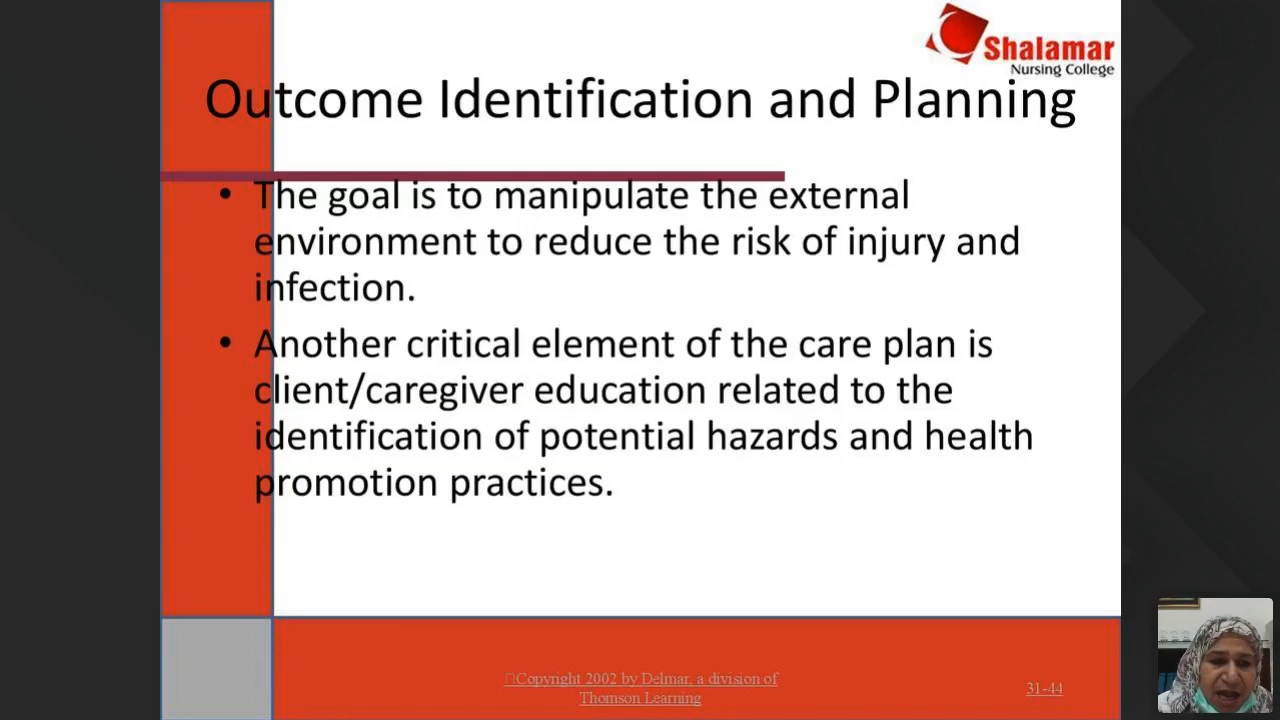 Shalamar
Nursing College
Outcome Identification and Planning
• The goal is to manipulate the external
environment to reduce the risk of injury and
infection.
• Another critical element of the care plan is
client/caregiver education related to the
identification of potential hazards and health
promotion practices.
Copyright 2002 by Delmar, a division of
Thomson Learning
31-44